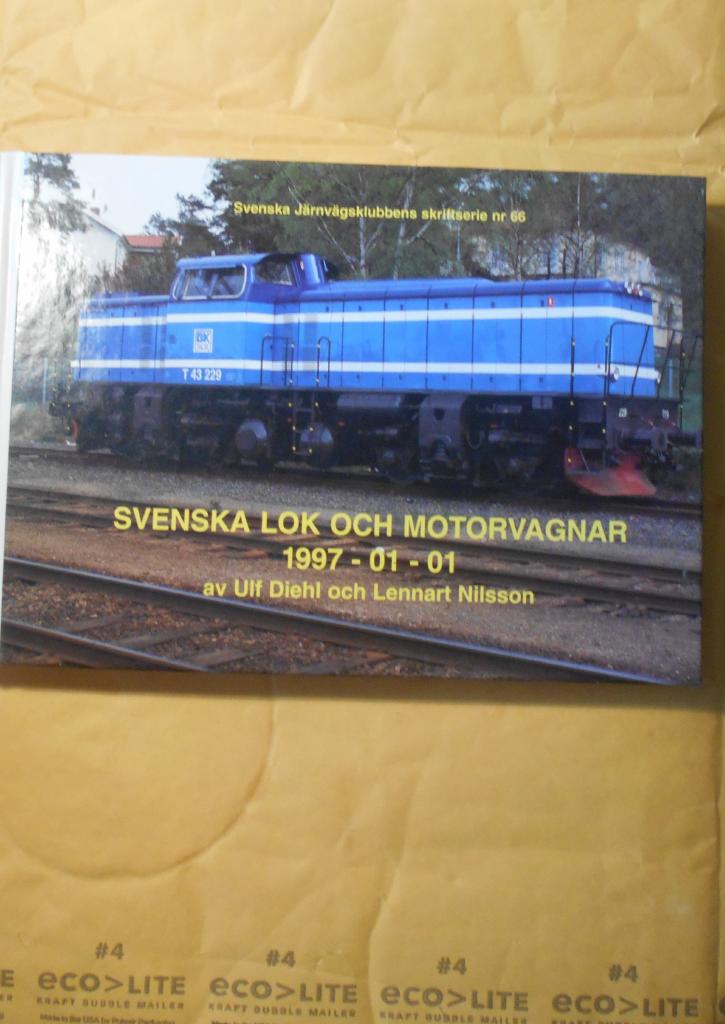 Svenska Järnvägsklubbens skriftserie nr 66
T 43 229
SVENSKA LOK OCH MOTORVAGNAR
1997 - 01 - 01
av Ulf Diehl och Lennart Nilsson
#4 #4 #4 #4
E eco>LITE eco>LITE eco>LITE eco>LITE
KRAFT BUBBLE MAILER KRAFT BUBBLE MAILER KRAFT BUBBLE MAILER KRAFT BUBBLE MAILER